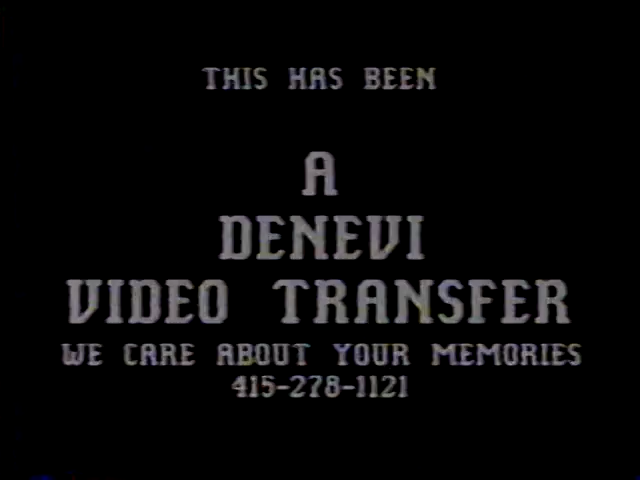 THIS HAS BEEN
A
DENEVI
VIDEO TRANSFER
WE CARE ABOUT YOUR MEMORIES
415-278-1121